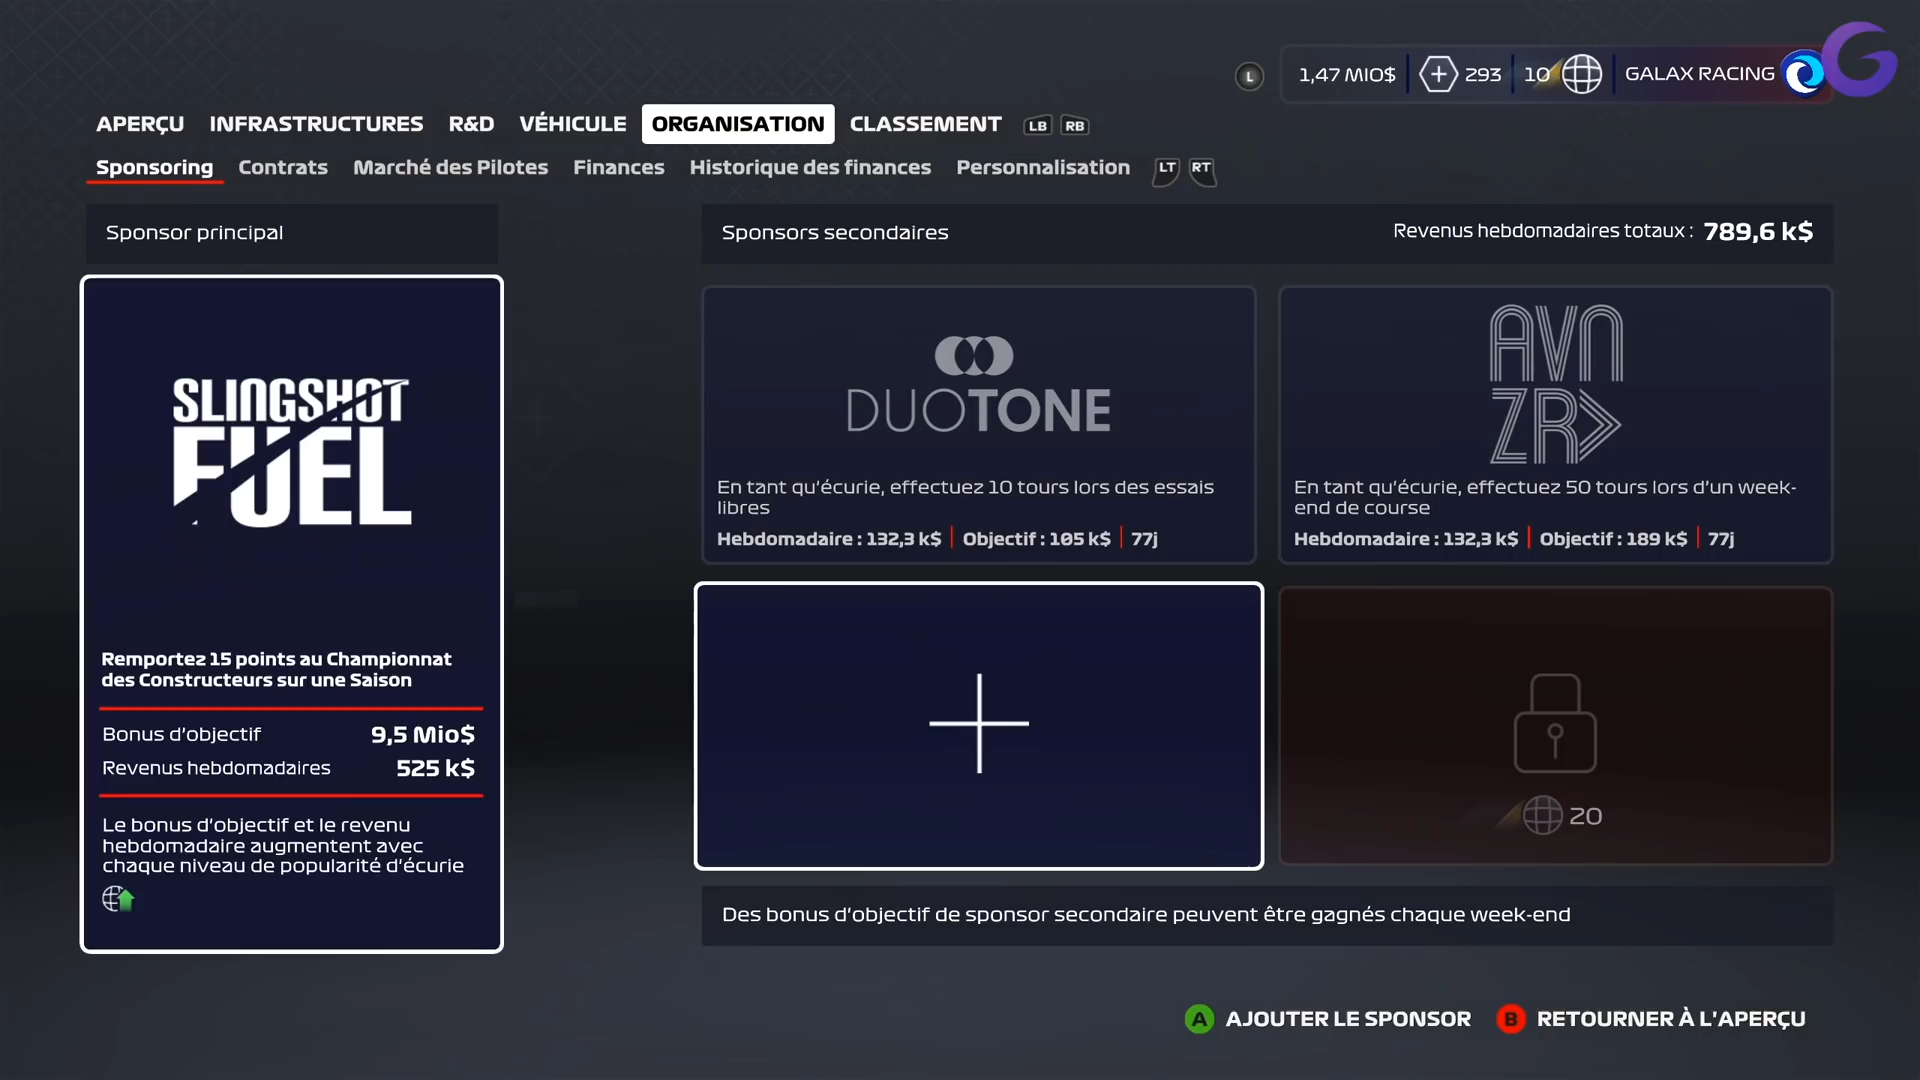 L
1,47 MIO$
293
10
GALAX RACING
G
APERÇU INFRASTRUCTURES R&D VÉHICULE ORGANISATION CLASSEMENT LB RB
Sponsoring Contrats Marché des Pilotes Finances Historique des finances Personnalisation LT RT
Sponsor principal
SLINGSHOT
FUEL
Remportez 15 points au Championnat
des Constructeurs sur une Saison
Bonus d'objectif 9,5 Mio$
Revenus hebdomadaires 525 k$
Le bonus d'objectif et le revenu
hebdomadaire augmentent avec
chaque niveau de popularité d'écurie
Sponsors secondaires
Revenus hebdomadaires totaux : 789,6 k$
DUOTONE
En tant qu'écurie, effectuez 10 tours lors des essais
libres
Hebdomadaire : 132,3 k$ Objectif : 105 k$ 77j
AVN
ZR
En tant qu'écurie, effectuez 50 tours lors d'un week-
end de course
Hebdomadaire : 132,3 k$ Objectif : 189 k$ 77j
20
Des bonus d'objectif de sponsor secondaire peuvent être gagnés chaque week-end
A AJOUTER LE SPONSOR B RETOURNER À L'APERÇU